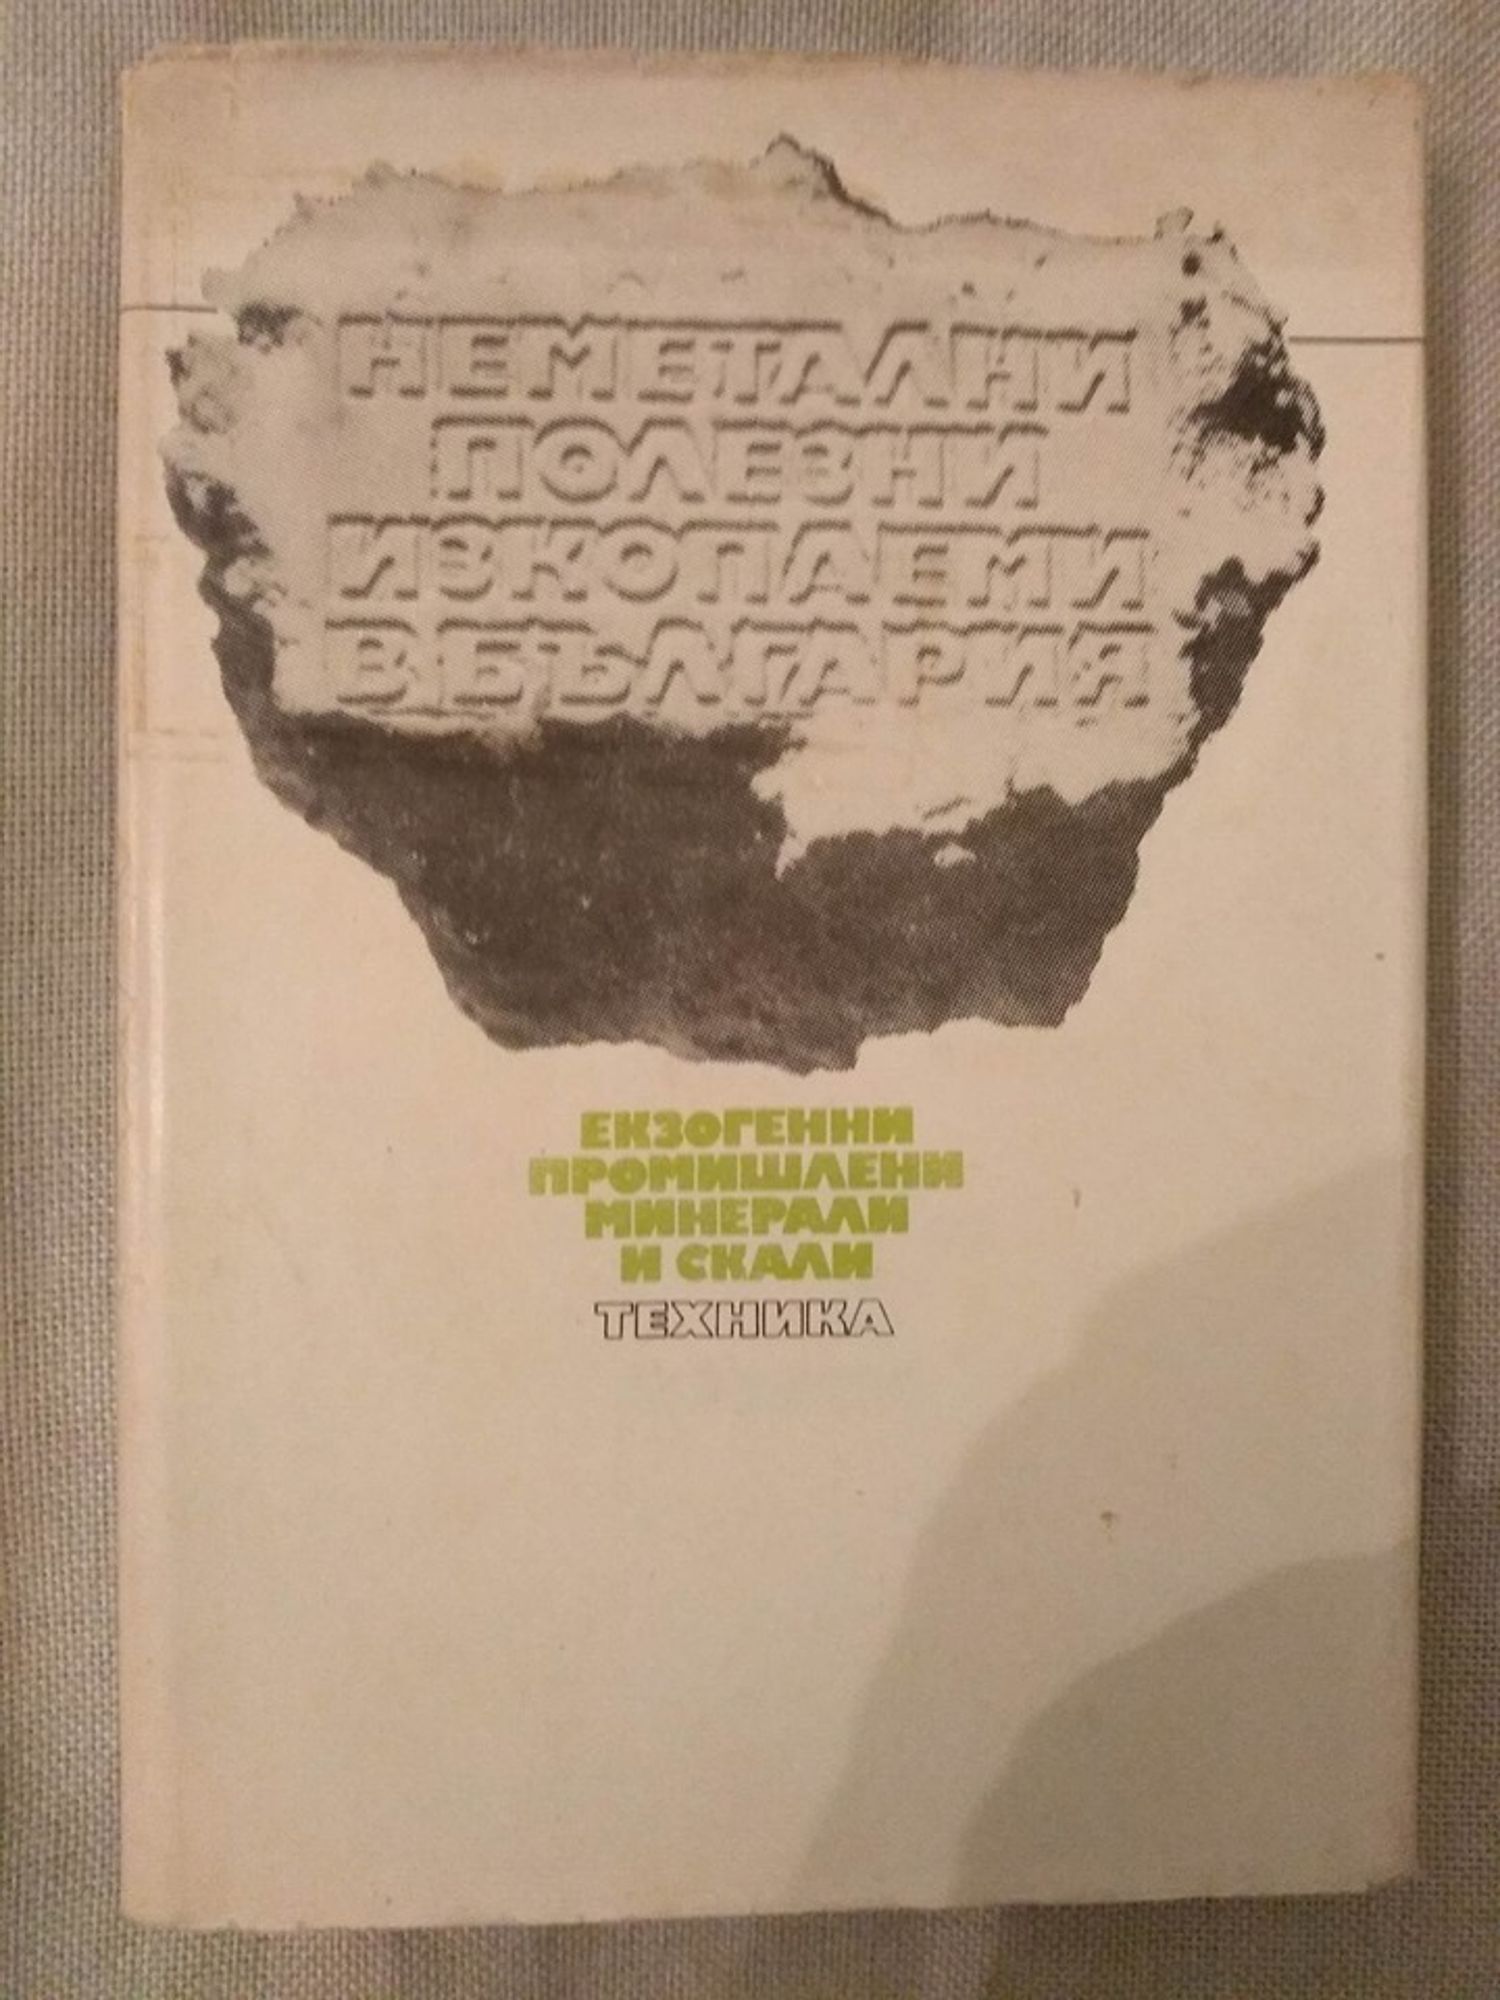 НЕМЕТАЛНИ
ПОЛЕЗНИ
ИЗКОПАЕМИ
В БЪЛГАРИЯ
ЕКЗОГЕННИ
ПРОМИШЛЕНИ
МИНЕРАЛИ
И СКАЛИ
ТЕХНИКА